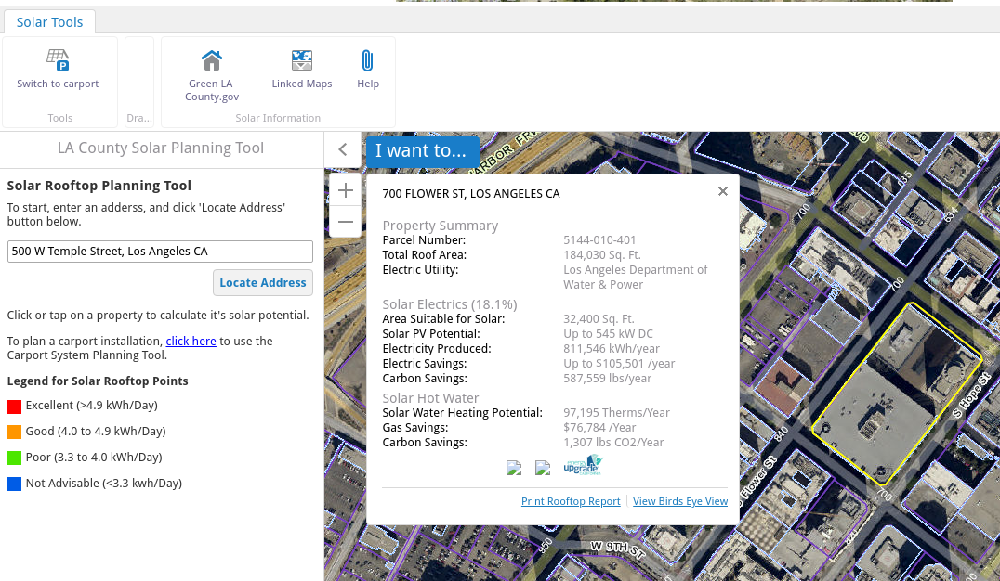 Solar Tools
Switch to carport
Green LA
County.gov
Linked Maps
Help
Tools
Dra...
Solar Information
LA County Solar Planning Tool
I want to...
Solar Rooftop Planning Tool
To start, enter an adderss, and click 'Locate Address'
button below.
500 W Temple Street, Los Angeles CA
Locate Address
Click or tap on a property to calculate it's solar potential.
To plan a carport installation, click here to use the
Carport System Planning Tool.
Legend for Solar Rooftop Points
Excellent (>4.9 kWh/Day)
Good (4.0 to 4.9 kWh/Day)
Poor (3.3 to 4.0 kWh/Day)
Not Advisable (<3.3 kwh/Day)
700 FLOWER ST, LOS ANGELES CA
Property Summary
Parcel Number: 5144-010-401
Total Roof Area: 184,030 Sq. Ft.
Electric Utility: Los Angeles Department of
Water & Power
Solar Electrics (18.1%)
Area Suitable for Solar: 32,400 Sq. Ft.
Solar PV Potential: Up to 545 kW DC
Electricity Produced: 811,546 kWh/year
Electric Savings: Up to $105,501 /year
Carbon Savings: 587,559 lbs/year
Solar Hot Water
Solar Water Heating Potential: 97,195 Therms/Year
Gas Savings: $76,784 /Year
Carbon Savings: 1,307 lbs CO2/Year
upgrade
Print Rooftop Report
View Birds Eye View
ARBOR FRW
VD
635
634
700
700
S Hope St
840
700
S Flower St
950
W 9TH ST